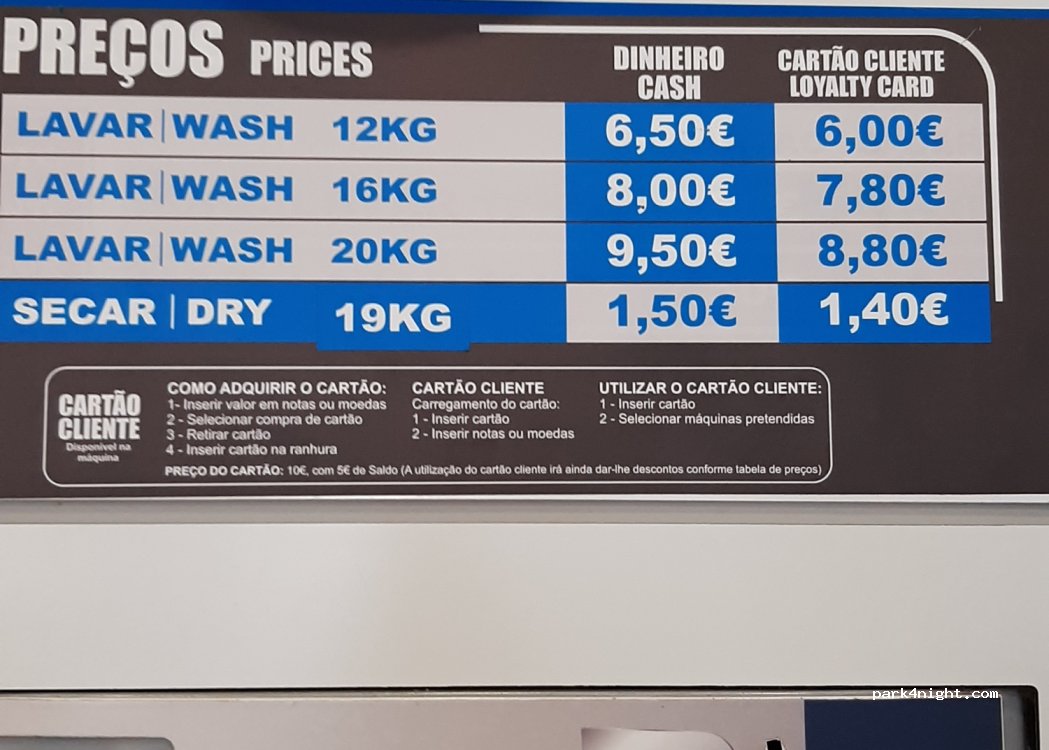 PREÇOS PRICES
DINHEIRO
CASH
CARTÃO CLIENTE
LOYALTY CARD
LAVAR | WASH 12KG 6,50€ 6,00€
LAVAR | WASH 16KG 8,00€ 7,80€
LAVAR | WASH 20KG 9,50€ 8,80€
SECAR | DRY 19KG 1,50€ 1,40€
CARTÃO
CLIENTE
Disponível na
máquina
COMO ADQUIRIR O CARTÃO:
1- Inserir valor em notas ou moedas
2 - Selecionar compra de cartão
3 - Retirar cartão
4 - Inserir cartão na ranhura
CARTÃO CLIENTE
Carregamento do cartão:
1 - Inserir cartão
2 - Inserir notas ou moedas
UTILIZAR O CARTÃO CLIENTE:
1 - Inserir cartão
2 - Selecionar máquinas pretendidas
PREÇO DO CARTÃO: 10€, com 5€ de Saldo (A utilização do cartão cliente irá ainda dar-lhe descontos conforme tabela de preços)
park4night.com